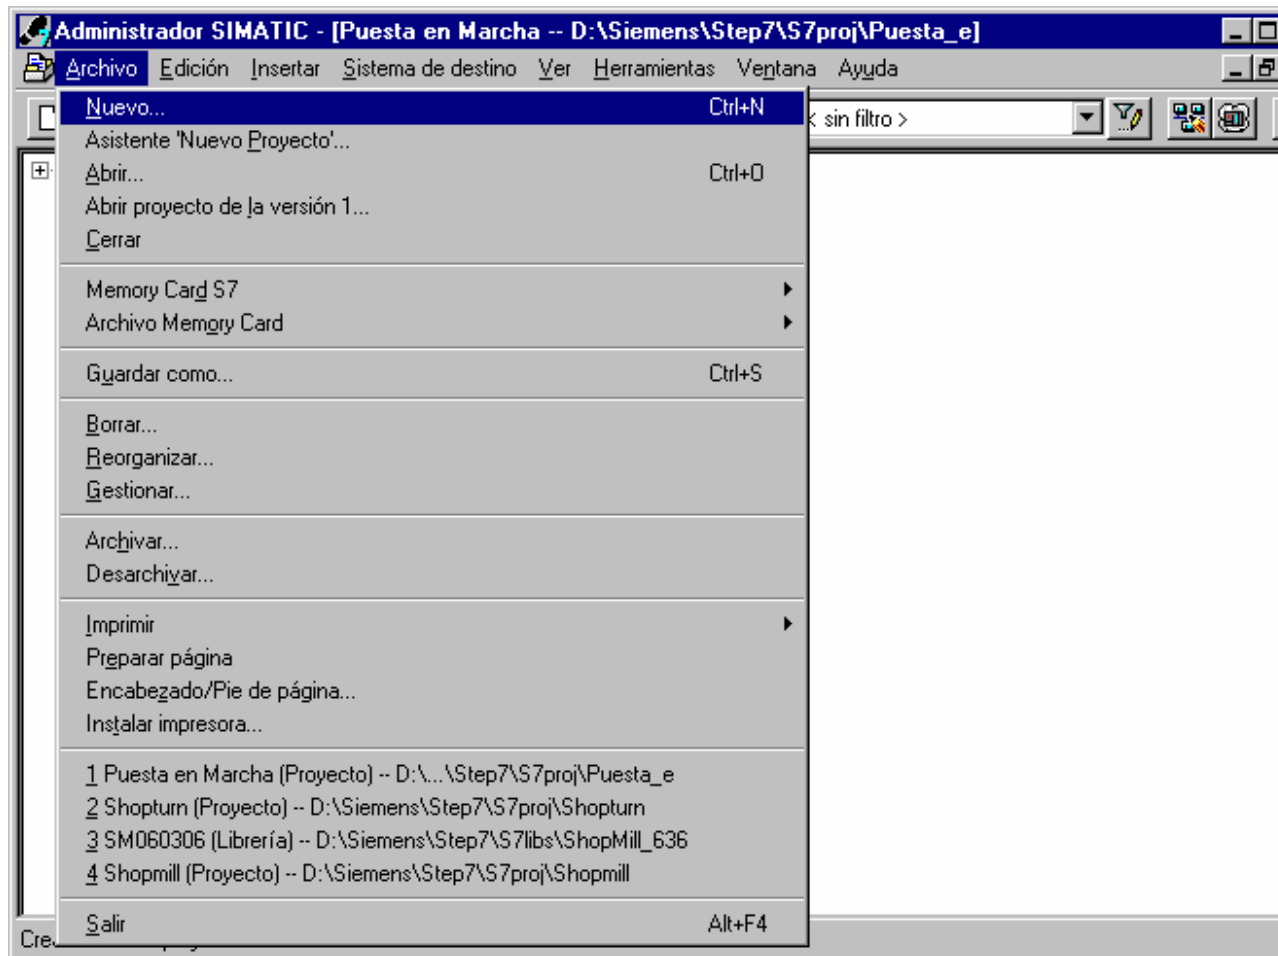 Administrador SIMATIC - [Puesta en Marcha -- D:\Siemens\Step7\S7proj\Puesta_e]
Archivo Edición Insertar Sistema de destino Ver Herramientas Ventana Ayuda
< sin filtro >
Nuevo... Ctrl+N
Asistente 'Nuevo Proyecto'...
Abrir... Ctrl+O
Abrir proyecto de la versión 1...
Cerrar
Memory Card S7
Archivo Memory Card
Guardar como... Ctrl+S
Borrar...
Reorganizar...
Gestionar...
Archivar...
Desarchivar...
Imprimir
Preparar página
Encabezado/Pie de página...
Instalar impresora...
1 Puesta en Marcha (Proyecto) -- D:\...\Step7\S7proj\Puesta_e
2 Shopturn (Proyecto) -- D:\Siemens\Step7\S7proj\Shopturn
3 SM060306 (Librería) -- D:\Siemens\Step7\S7libs\ShopMill_636
4 Shopmill (Proyecto) -- D:\Siemens\Step7\S7proj\Shopmill
Salir Alt+F4